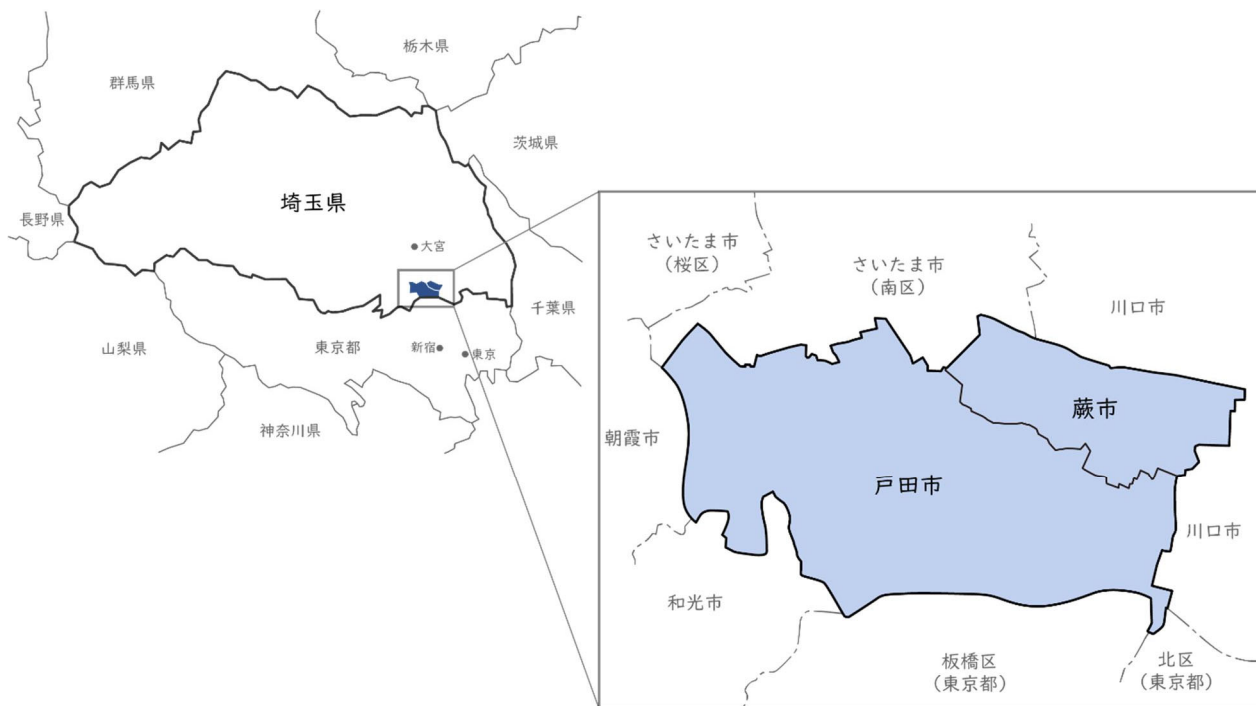 栃木県
群馬県
茨城県
埼玉県
長野県
大宮
千葉県
山梨県
東京都
新宿
東京
神奈川県
さいたま市
（桜区）
さいたま市
（南区）
川口市
蕨市
朝霞市
戸田市
川口市
和光市
板橋区
（東京都）
北区
（東京都）